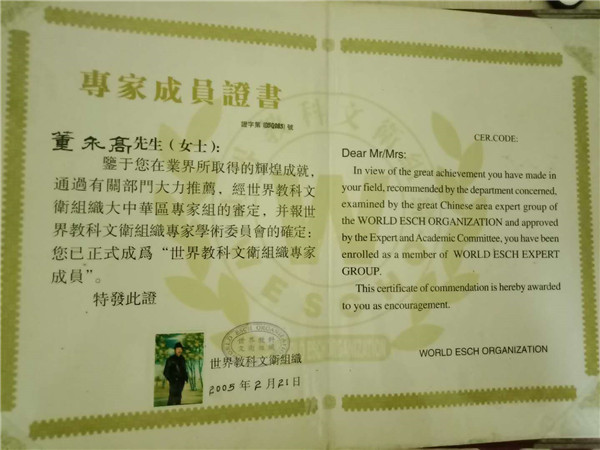 專家成員證書
證字第 號
董永高先生(女士):
鑒于您在業界所取得的輝煌成就,
通過有關部門大力推薦,經世界教科文
衛組織大中華區專家組的審定,并報世
界教科文衛組織專家學術委員會的確定:
您已正式成爲“世界教科文衛組織專家
成員”。
特發此證
世界教科文衛組織
2005年2月21日
CER.CODE:
Dear Mr/Mrs:
In view of the great achievement you have made in
your field, recommended by the department concerned,
examined by the great Chinese area expert group of
the WORLD ESCH ORGANIZATION and approved
by the Expert and Academic Committee, you have been
enrolled as a member of WORLD ESCH EXPERT
GROUP.
This certificate of commendation is hereby awarded
to you as encouragement.
WORLD ESCH ORGANIZATION